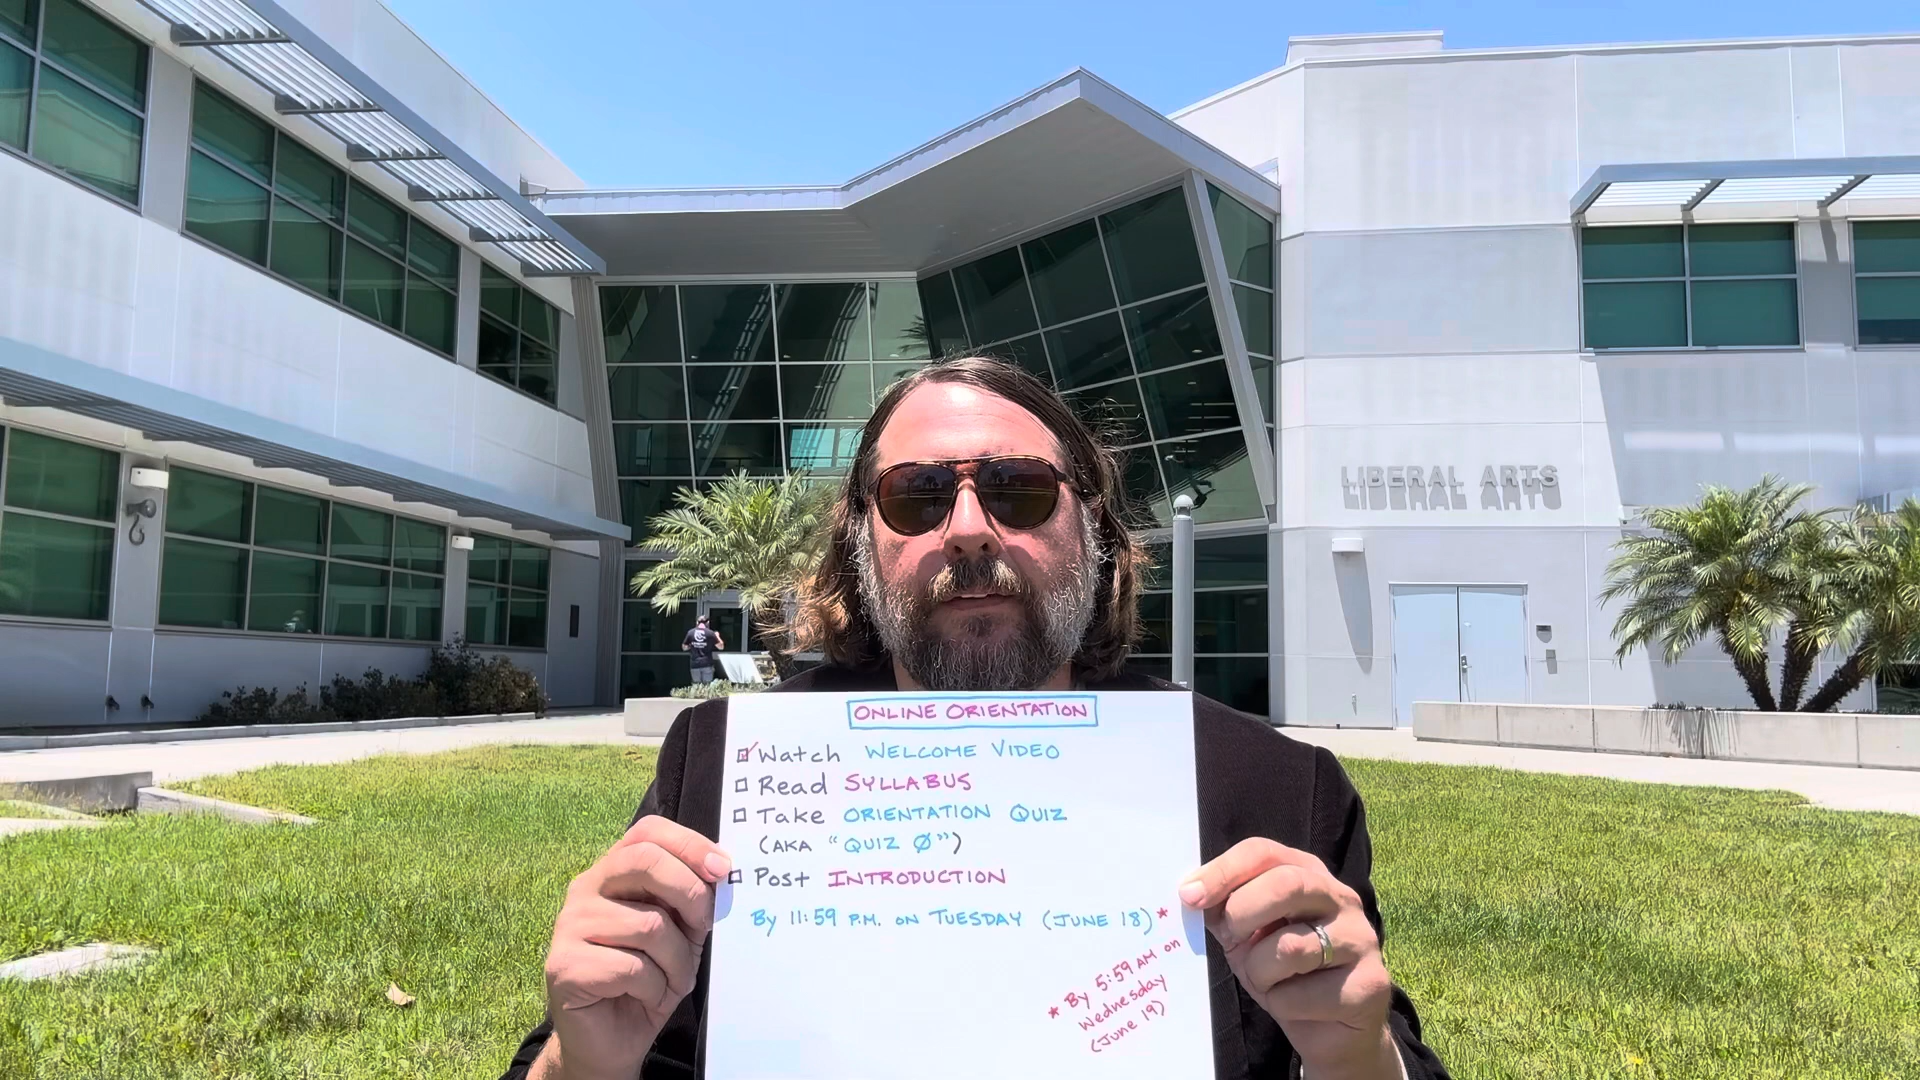 LIBERAL ARTS
ONLINE ORIENTATION
Watch WELCOME VIDEO
Read SYLLABUS
Take ORIENTATION QUIZ
(AKA "QUIZ Ø")
Post INTRODUCTION
By 11:59 P.M. ON TUESDAY (JUNE 18) *
* By 5:59 AM on
Wednesday
(June 19)